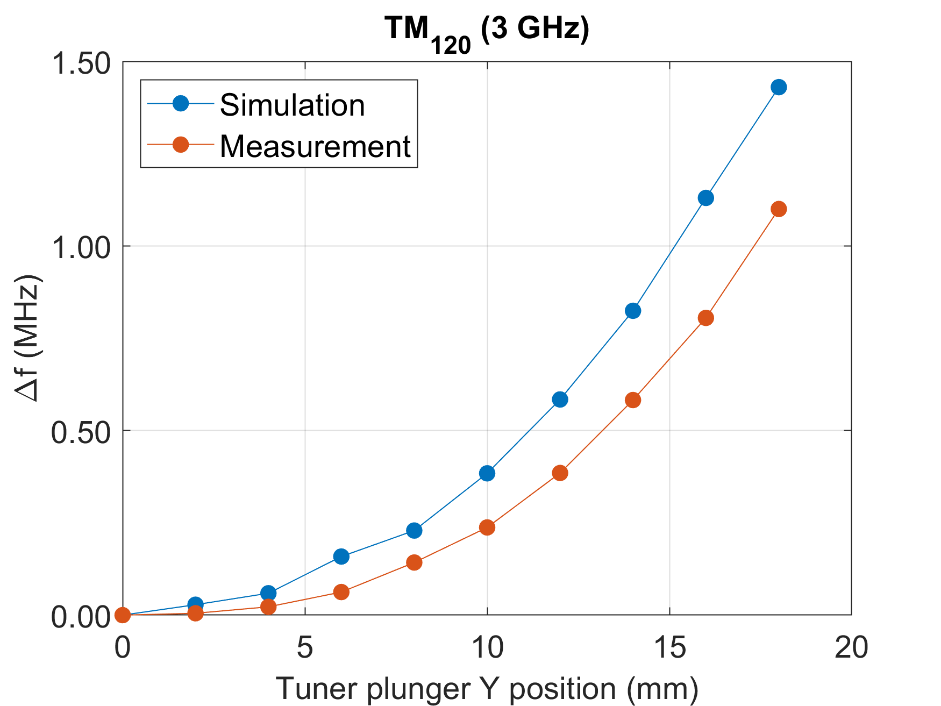 TM120 (3 GHz)
1.50
Simulation
Measurement
1.00
Δf (MHz)
0.50
0.00
0 5 10 15 20
Tuner plunger Y position (mm)